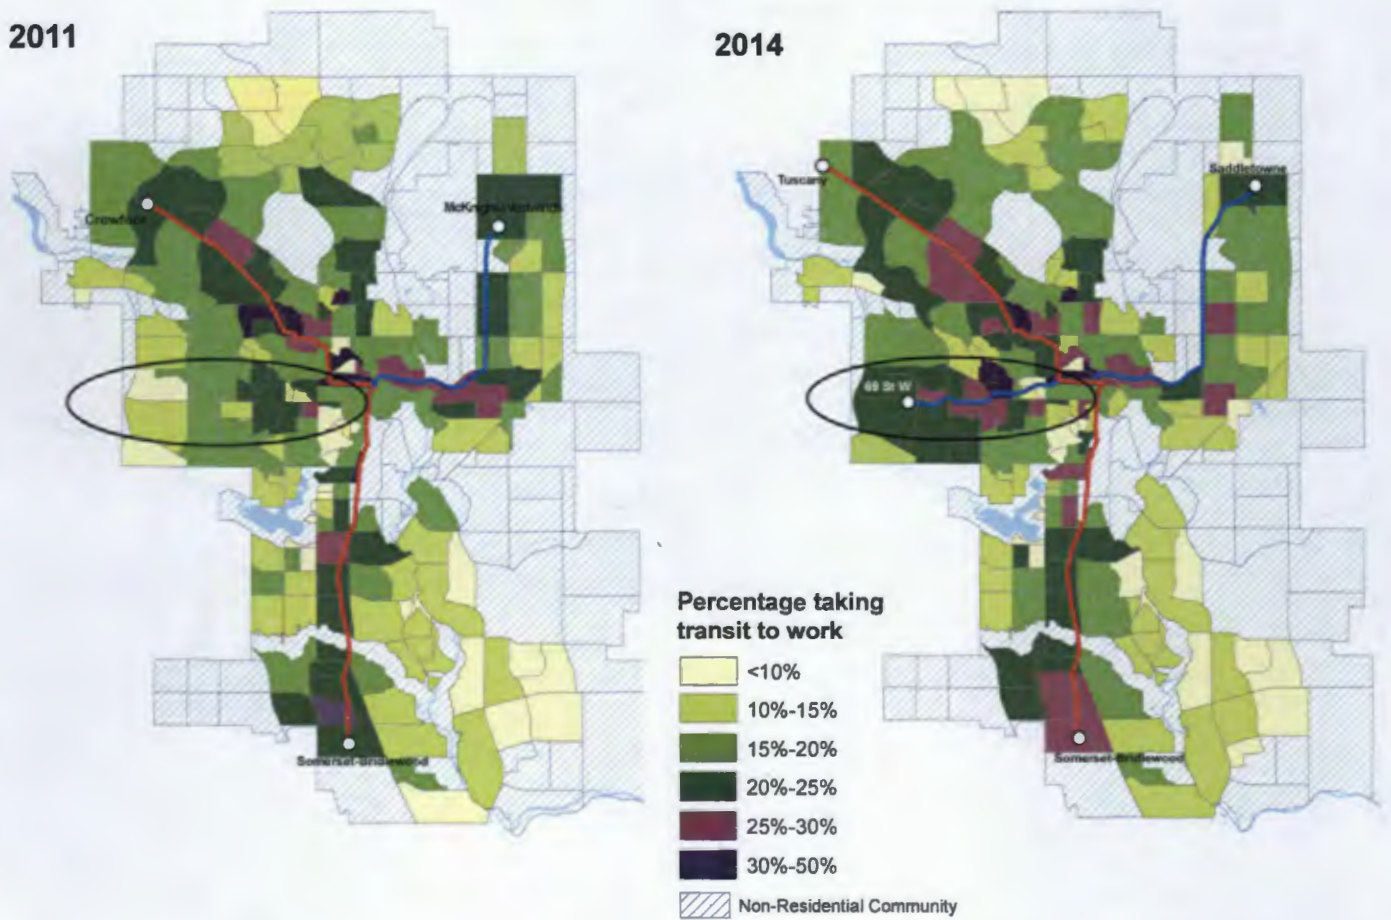 2011
2014
Crowfoot
Tuscany
Saddletowne
69 St W
Somerset-Bridlewood
Somerset-Bridlewood
Percentage taking
transit to work
<10%
10%-15%
15%-20%
20%-25%
25%-30%
30%-50%
Non-Residential Community